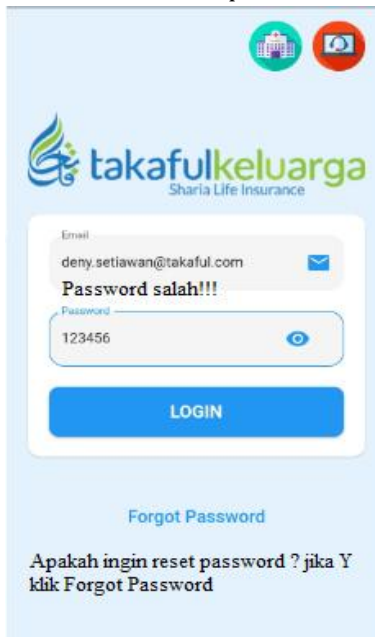 takafulkeluarga
Sharia Life Insurance
Email
deny.setiawan@takaful.com
Password salah!!!
Password
123456
LOGIN
Forgot Password
Apakah ingin reset password ? jika Y
klik Forgot Password